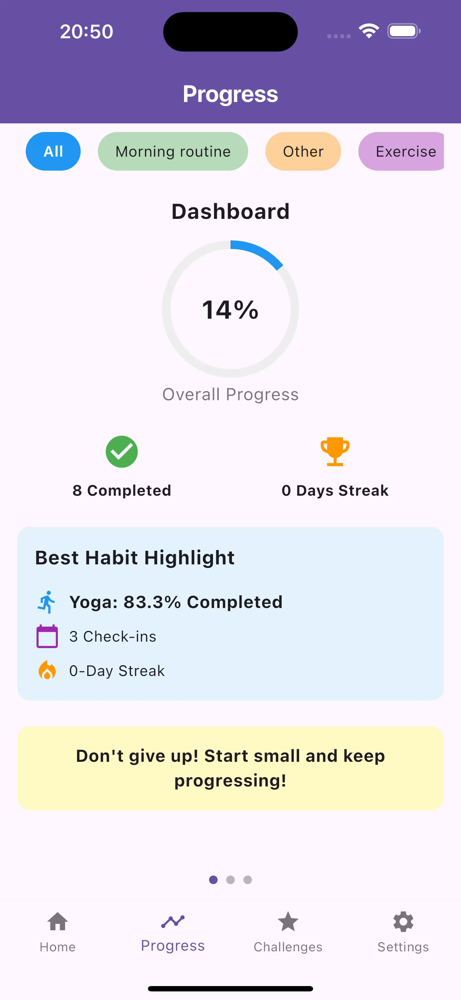 20:50
Progress
All
Morning routine
Other
Exercise
Dashboard
14%
Overall Progress
8 Completed
0 Days Streak
Best Habit Highlight
Yoga: 83.3% Completed
3 Check-ins
0-Day Streak
Don't give up! Start small and keep
progressing!
Home
Progress
Challenges
Settings